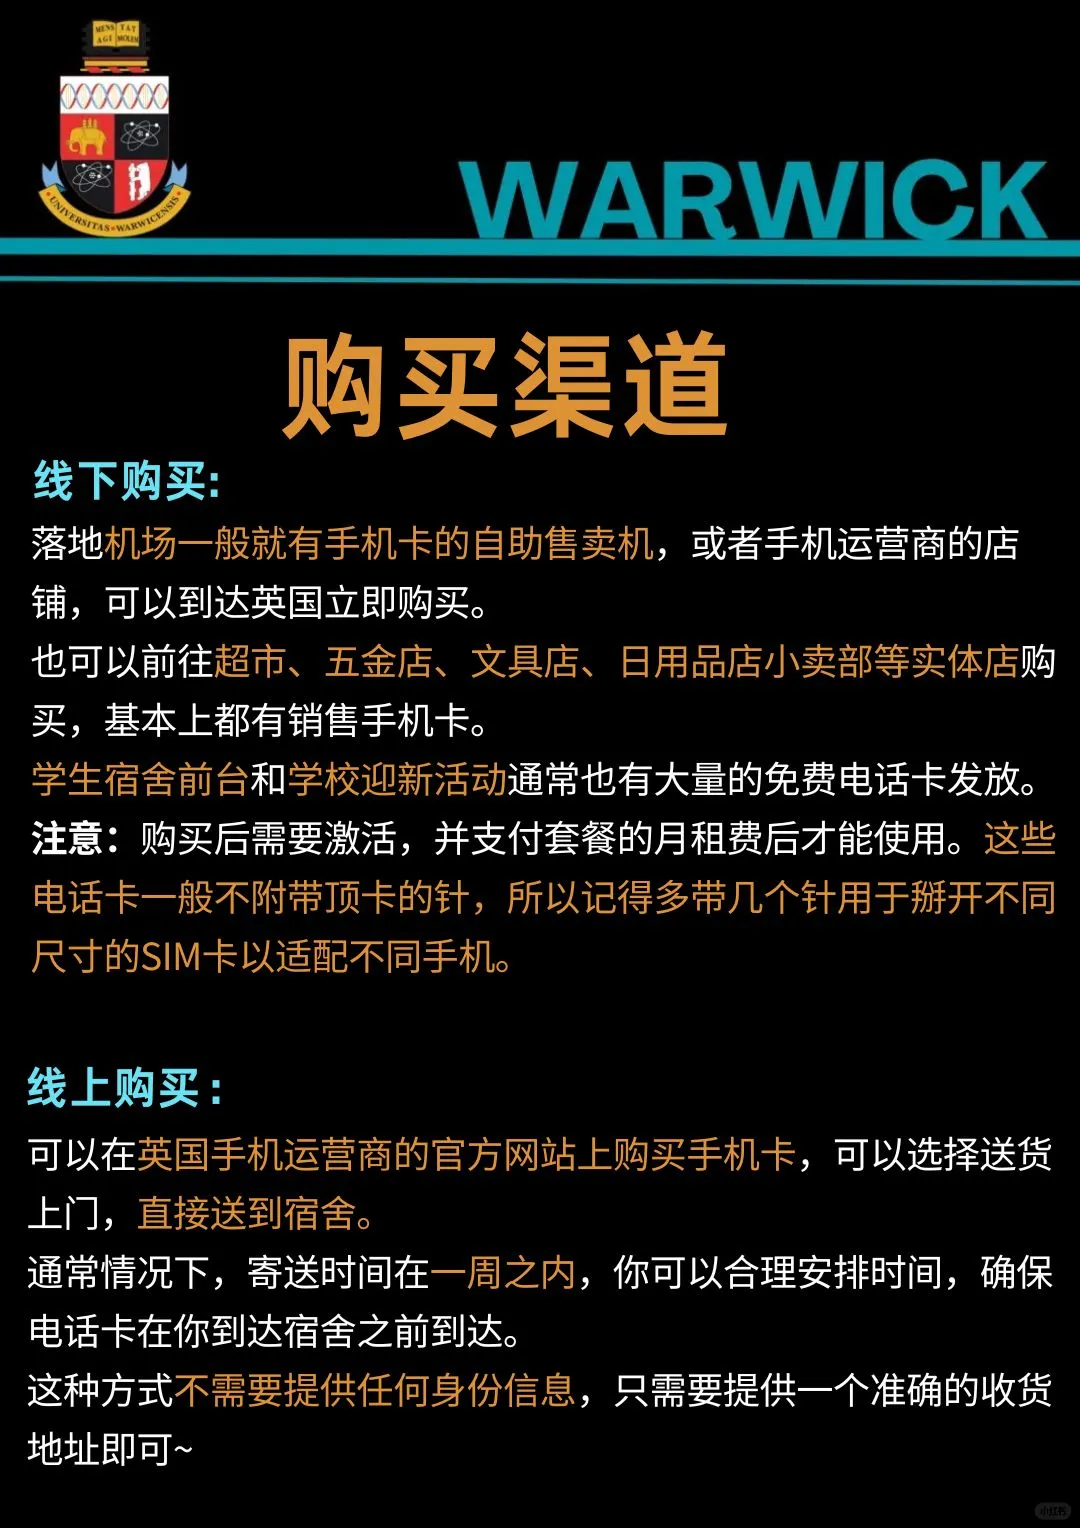 MENS TAT
AGI MOLEM
UNIVERSITAS WARWICENSIS
WARWICK
购买渠道
线下购买:
落地机场一般就有手机卡的自助售卖机，或者手机运营商的店
铺，可以到达英国立即购买。
也可以前往超市、五金店、文具店、日用品店小卖部等实体店购
买，基本上都有销售手机卡。
学生宿舍前台和学校迎新活动通常也有大量的免费电话卡发放。
注意：购买后需要激活，并支付套餐的月租费后才能使用。这些
电话卡一般不附带顶卡的针，所以记得多带几个针用于掰开不同
尺寸的SIM卡以适配不同手机。
线上购买：
可以在英国手机运营商的官方网站上购买手机卡，可以选择送货
上门，直接送到宿舍。
通常情况下，寄送时间在一周之内，你可以合理安排时间，确保
电话卡在你到达宿舍之前到达。
这种方式不需要提供任何身份信息，只需要提供一个准确的收货
地址即可~
小红书